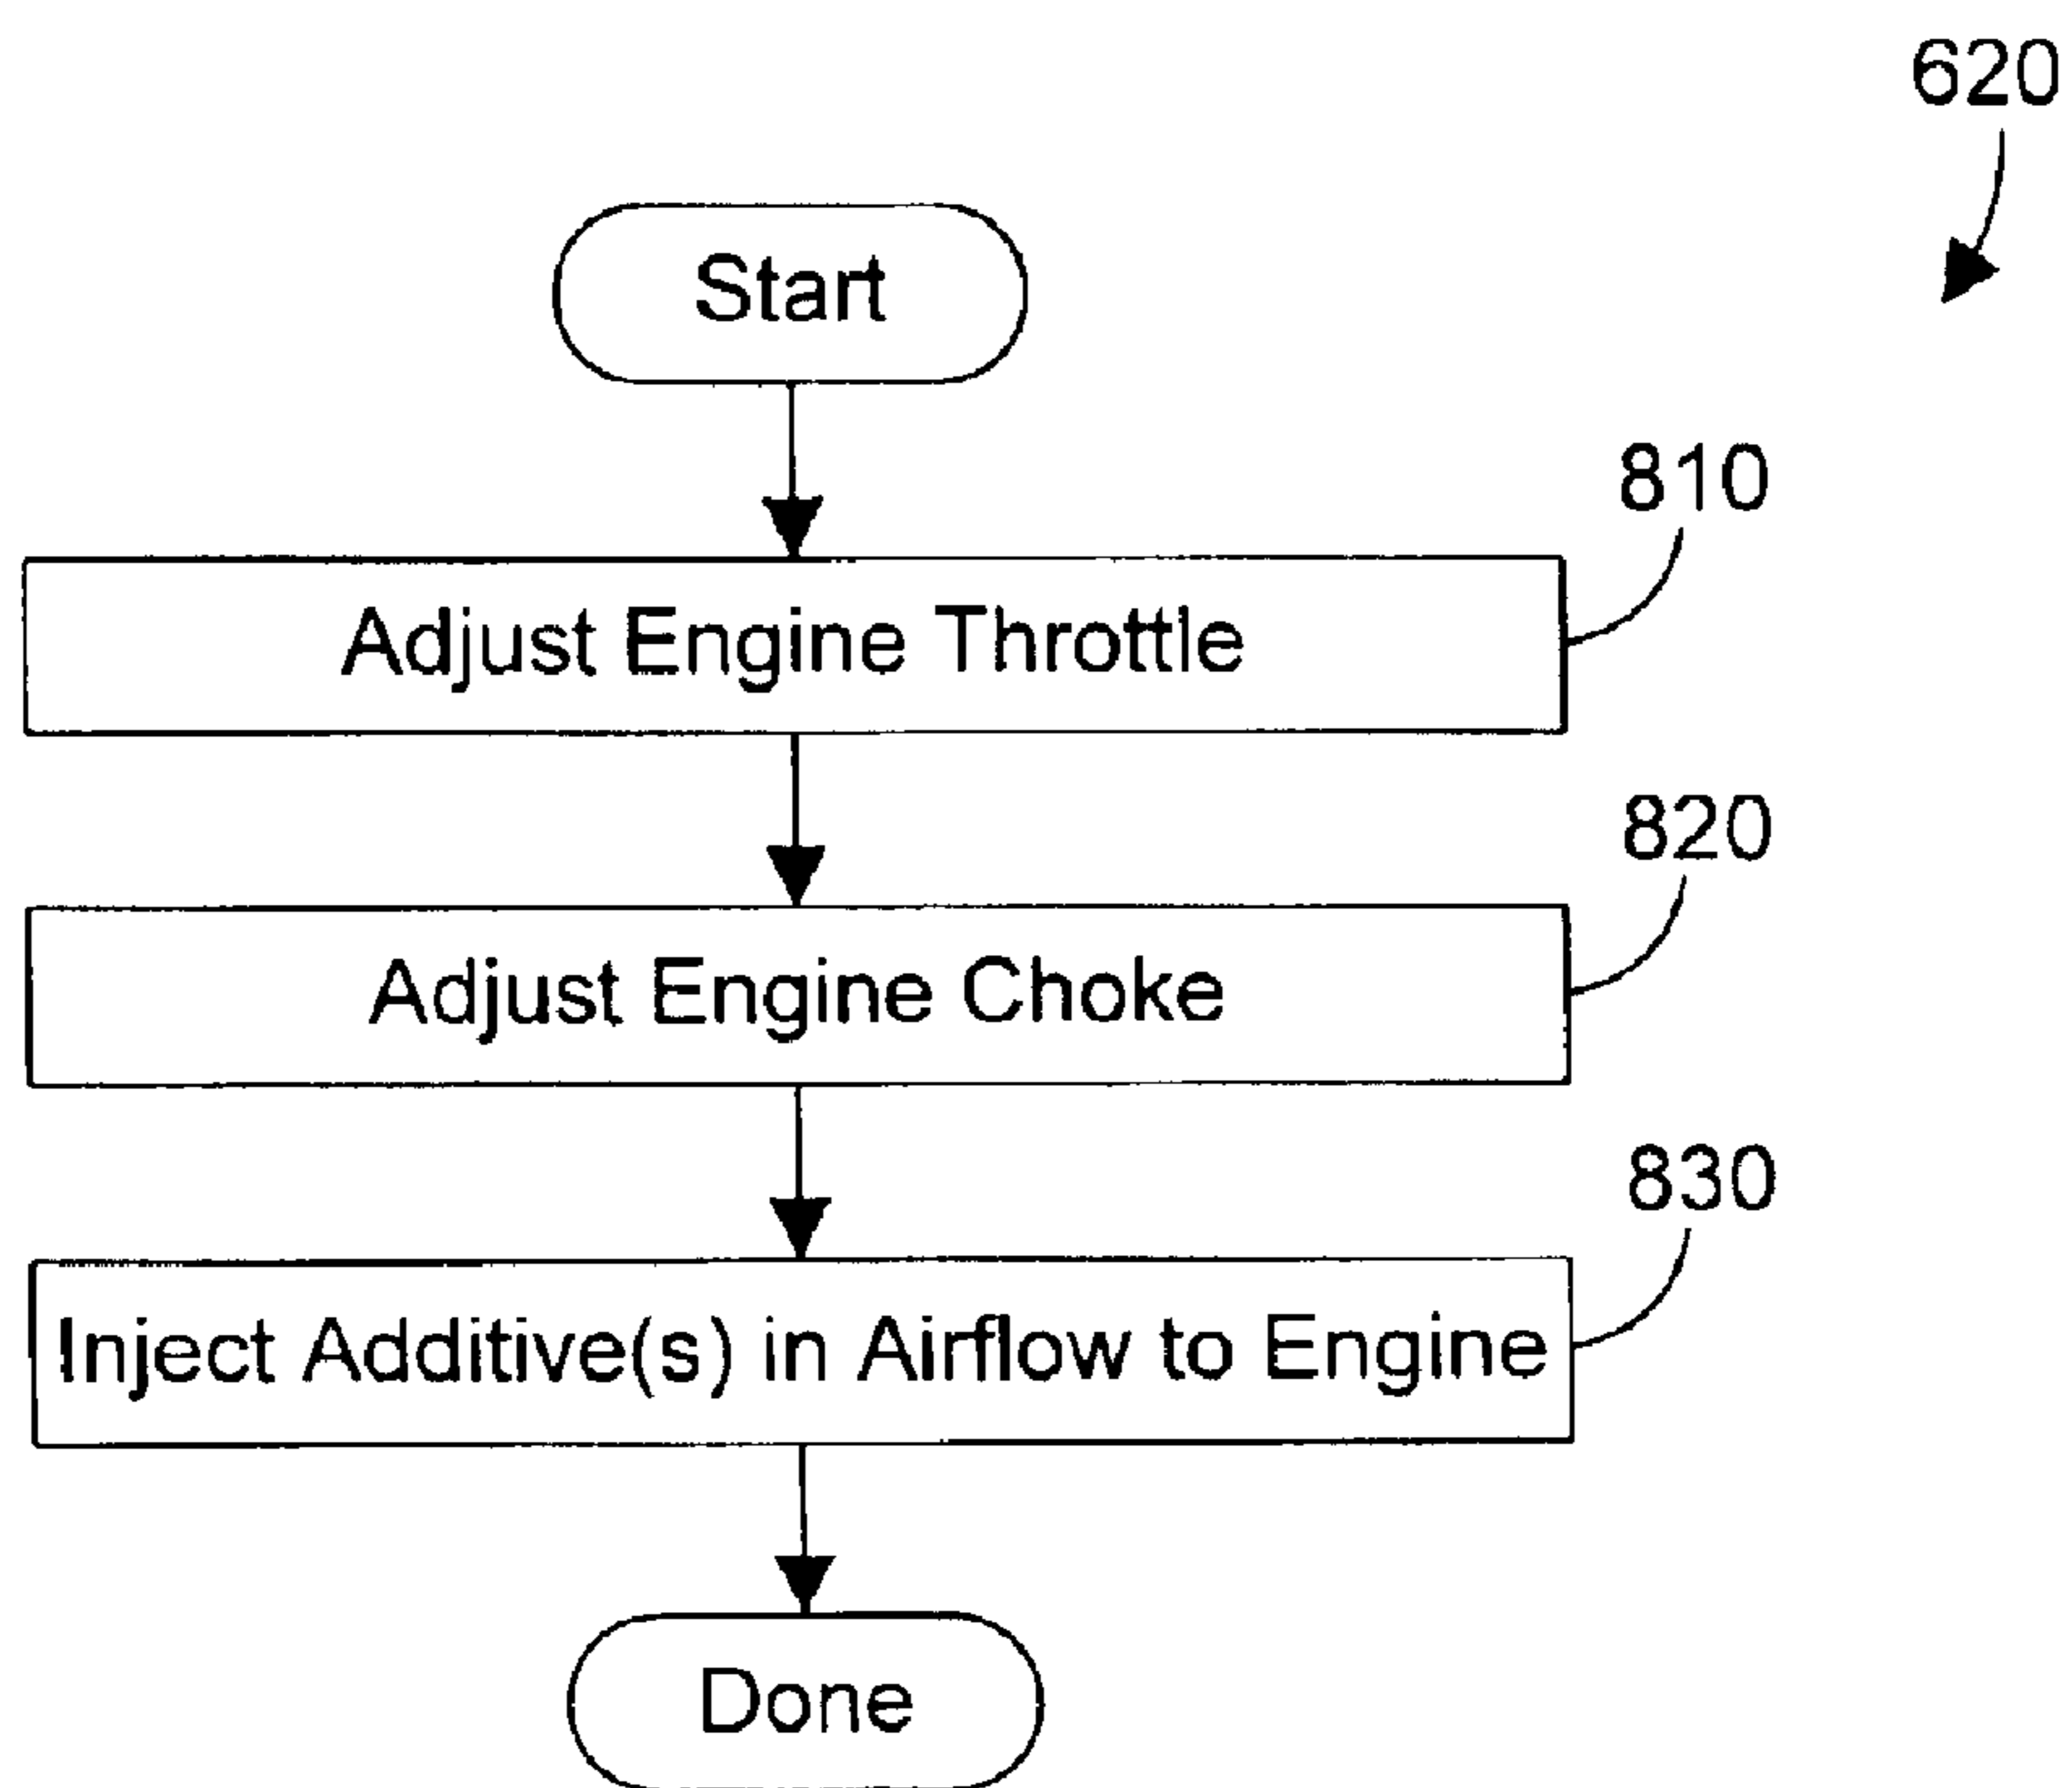 620
Start
810
Adjust Engine Throttle
820
Adjust Engine Choke
830
Inject Additive(s) in Airflow to Engine
Done